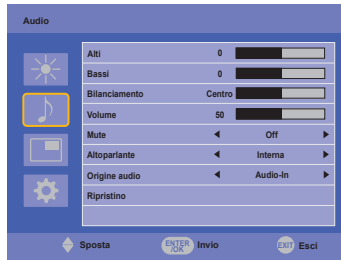 Audio
Alti 0
Bassi 0
Bilanciamento Centro
Volume 50
Mute Off
Altoparlante Interna
Origine audio Audio-In
Ripristino
Sposta ENTER /OK Invio EXIT Esci